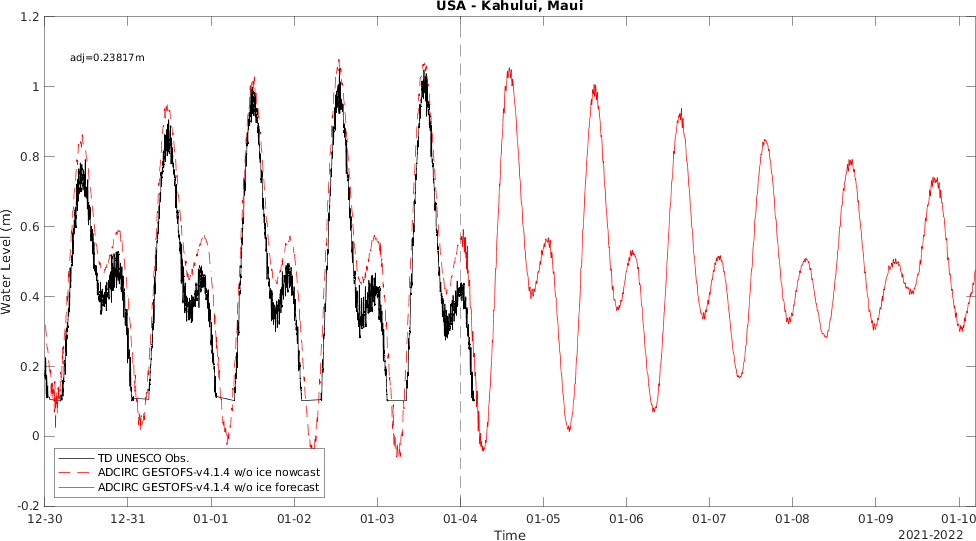 USA - Kahului, Maui
adj=0.23817m
1.2
1
0.8
0.6
0.4
0.2
0
-0.2
Water Level (m)
TD UNESCO Obs.
ADCIRC GESTOFS-v4.1.4 w/o ice nowcast
ADCIRC GESTOFS-v4.1.4 w/o ice forecast
12-30 12-31 01-01 01-02 01-03 01-04 01-05 01-06 01-07 01-08 01-09 01-10
Time
2021-2022